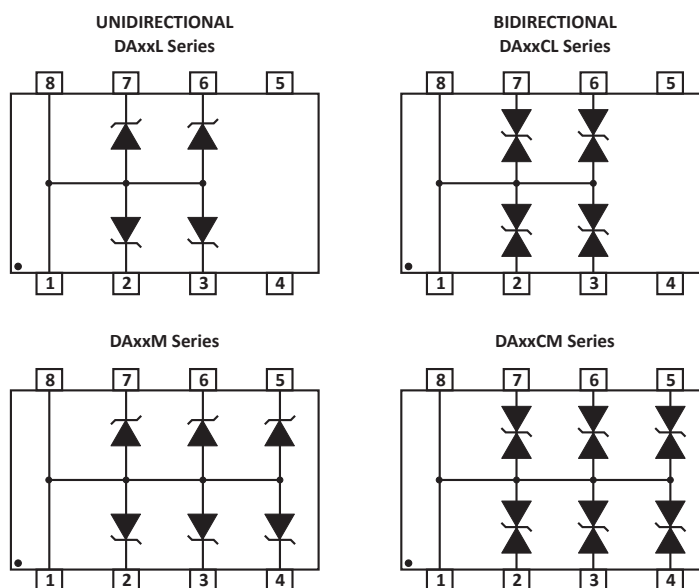 UNIDIRECTIONAL
DAxxL Series
8 7 6 5
1 2 3 4
BIDIRECTIONAL
DAxxCL Series
8 7 6 5
1 2 3 4
DAxxM Series
8 7 6 5
1 2 3 4
DAxxCM Series
8 7 6 5
1 2 3 4